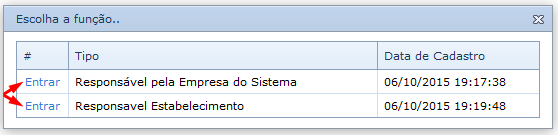 Escolha a função..
# Tipo Data de Cadastro
Entrar Responsável pela Empresa do Sistema 06/10/2015 19:17:38
Entrar Responsavel Estabelecimento 06/10/2015 19:19:48